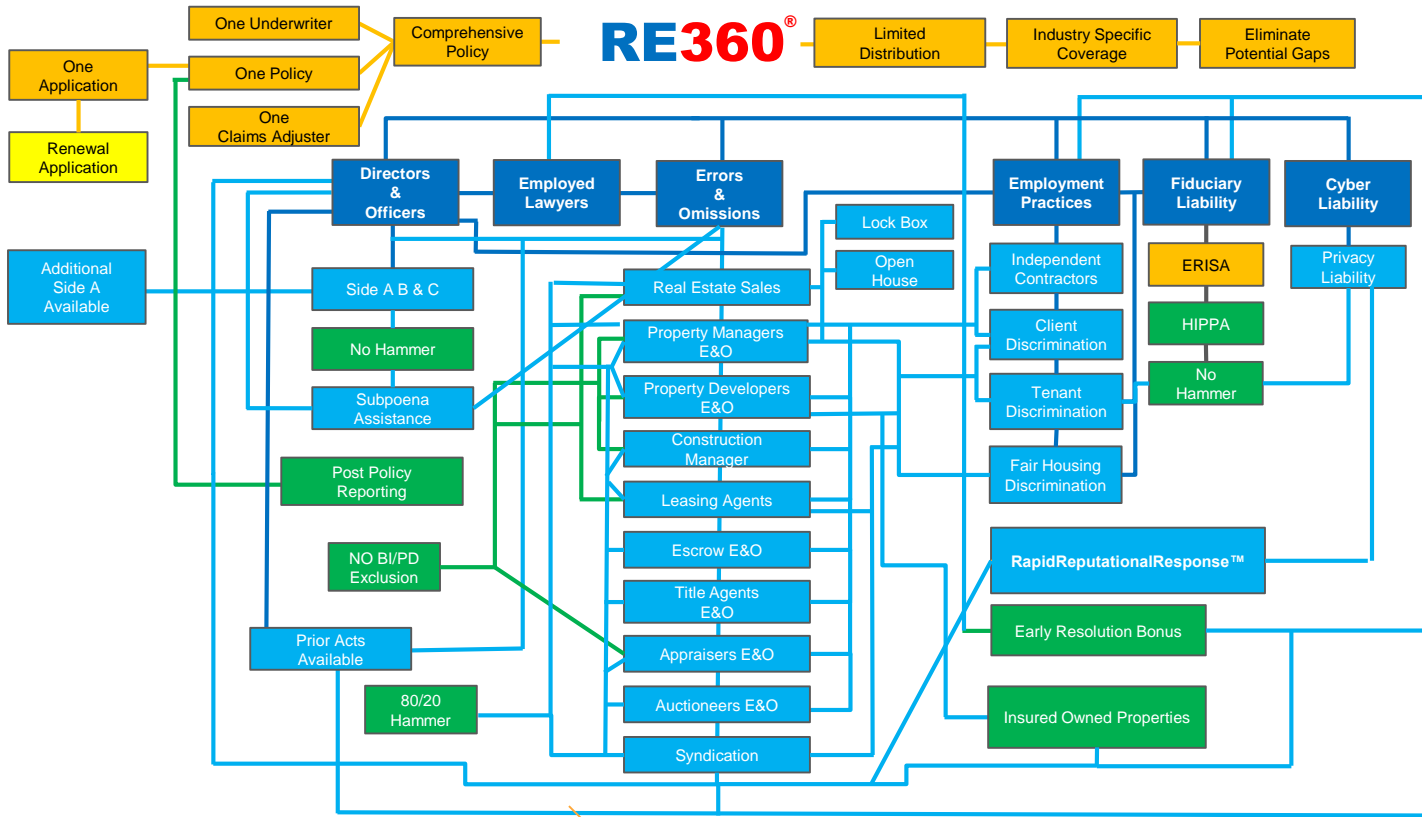 One Underwriter
Comprehensive
Policy
RE360®
Limited
Distribution
Industry Specific
Coverage
Eliminate
Potential Gaps
One
Application
One Policy
One
Claims Adjuster
Renewal
Application
Directors
&
Officers
Employed
Lawyers
Errors
&
Omissions
Employment
Practices
Fiduciary
Liability
Cyber
Liability
Lock Box
Open
House
Additional
Side A
Available
Side A B & C
Real Estate Sales
Independent
Contractors
ERISA
Privacy
Liability
No Hammer
Property Managers
E&O
Client
Discrimination
HIPPA
Subpoena
Assistance
Property Developers
E&O
Tenant
Discrimination
No
Hammer
Construction
Manager
Fair Housing
Discrimination
Post Policy
Reporting
Leasing Agents
NO BI/PD
Exclusion
Escrow E&O
RapidReputationalResponse™
Title Agents
E&O
Prior Acts
Available
Appraisers E&O
Early Resolution Bonus
80/20
Hammer
Auctioneers E&O
Insured Owned Properties
Syndication